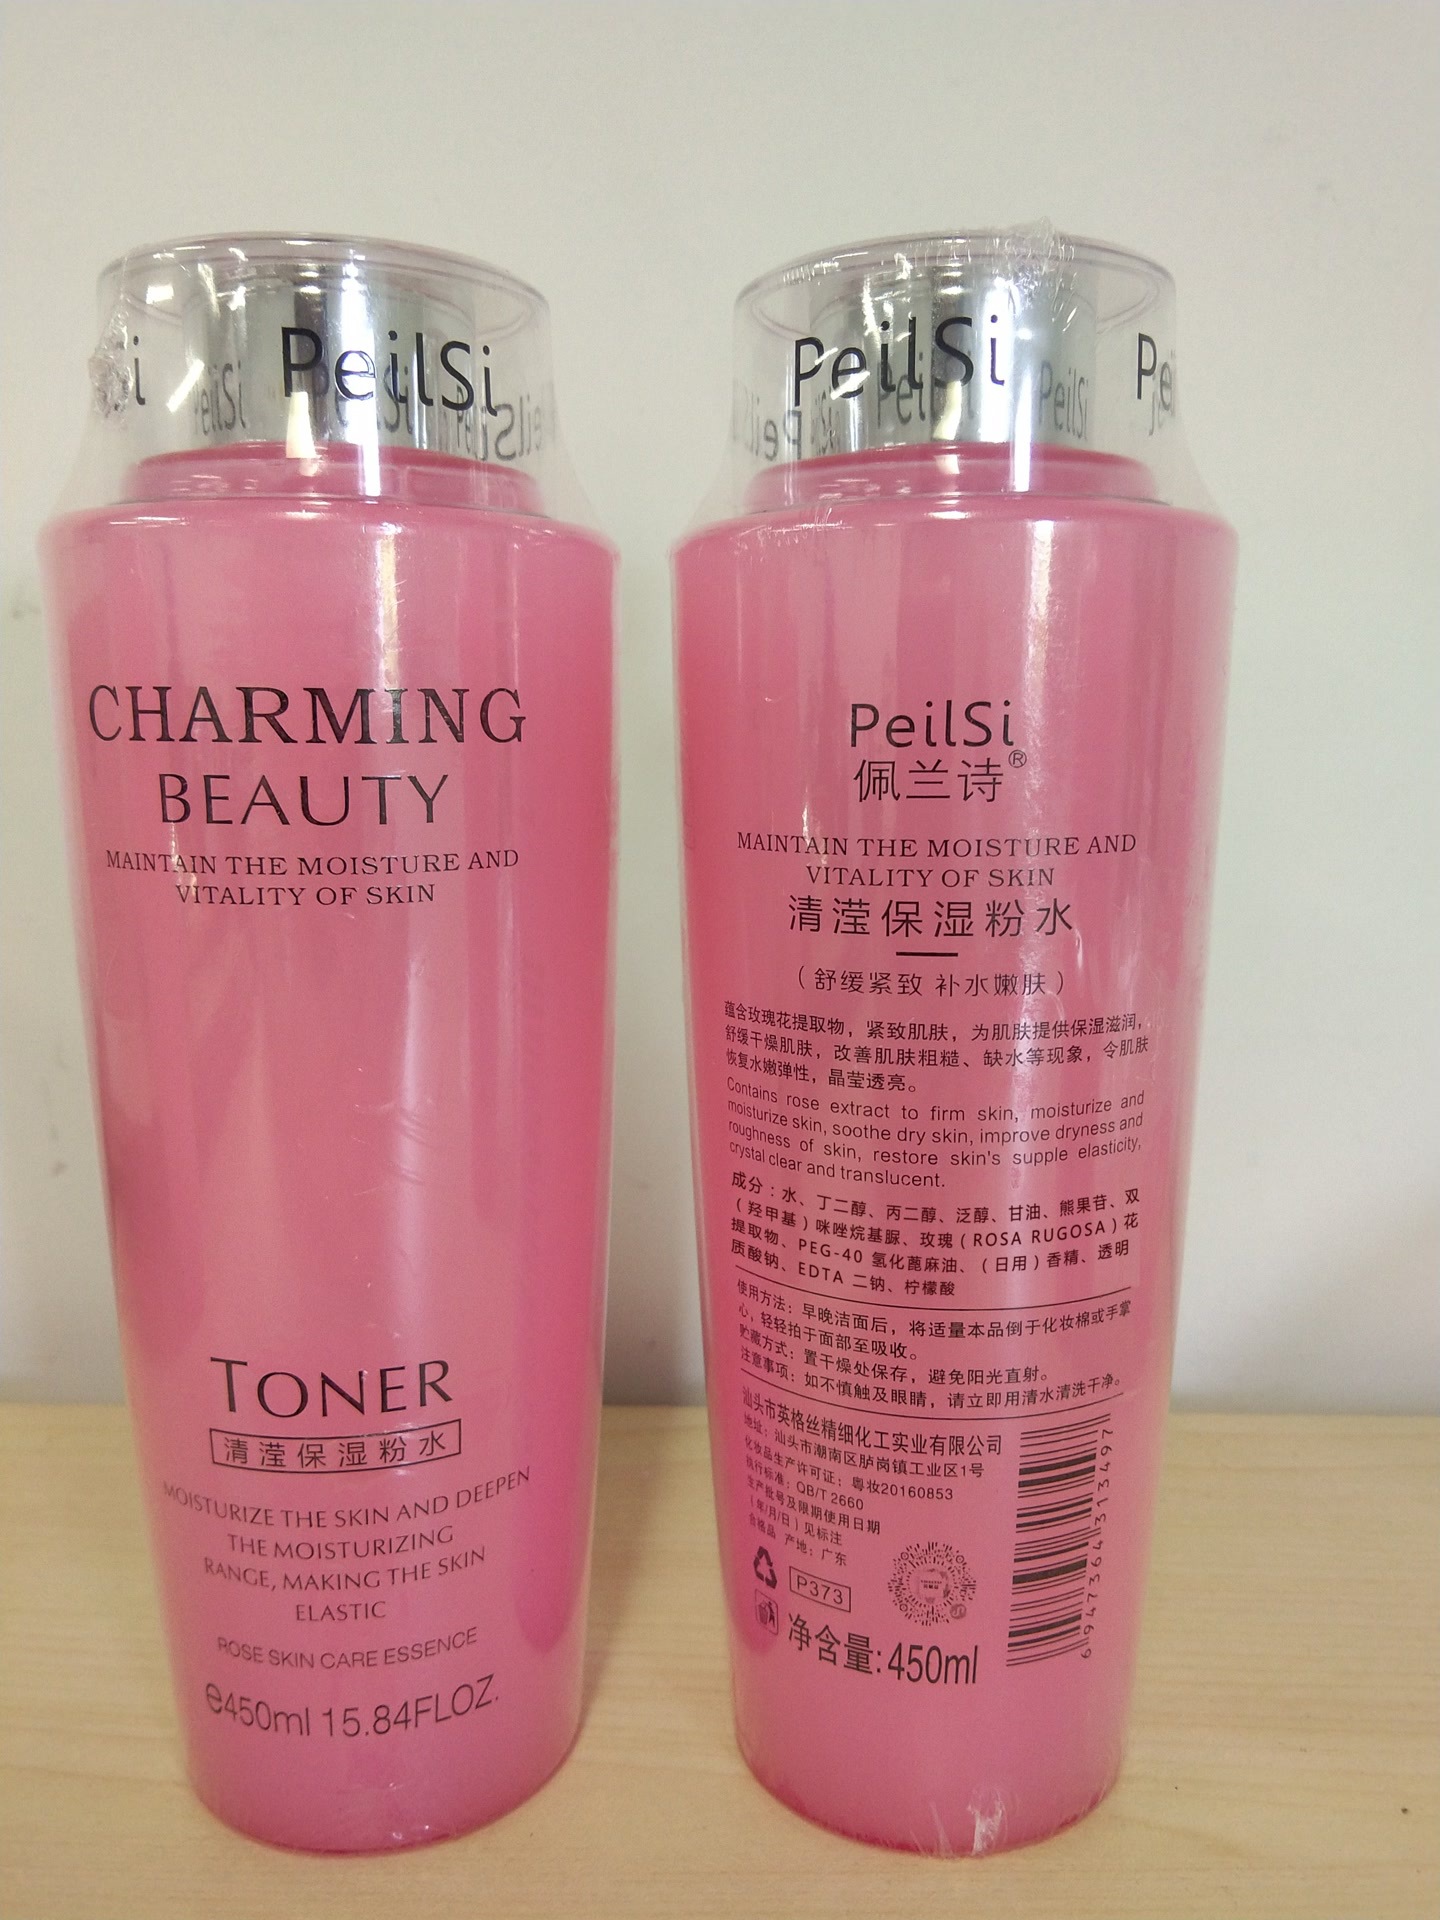 PeilSi
CHARMING
BEAUTY
MAINTAIN THE MOISTURE AND
VITALITY OF SKIN
TONER
清滢保湿粉水
MOISTURIZE THE SKIN AND DEEPEN
THE MOISTURIZING
RANGE, MAKING THE SKIN
ELASTIC
ROSE SKIN CARE ESSENCE
e450ml 15.84FLOZ.
PeilSi
PeilSi
佩兰诗®
MAINTAIN THE MOISTURE AND
VITALITY OF SKIN
清滢保湿粉水
（舒缓紧致 补水嫩肤）
蕴含玫瑰花提取物，紧致肌肤，为肌肤提供保湿滋润，
舒缓干燥肌肤，改善肌肤粗糙、缺水等现象，令肌肤
恢复水嫩弹性，晶莹透亮。
Contains rose extract to firm skin, moisturize and
moisturize skin, soothe dry skin, improve dryness and
roughness of skin, restore skin's supple elasticity,
crystal clear and translucent.
成分：水、丁二醇、丙二醇、泛醇、甘油、熊果苷、双
（羟甲基）咪唑烷基脲、玫瑰（ROSA RUGOSA）花
提取物、PEG-40 氢化蓖麻油、（日用）香精、透明
质酸钠、EDTA 二钠、柠檬酸
使用方法：早晚洁面后，将适量本品倒于化妆棉或手掌
心，轻轻拍于面部至吸收。
贮藏方式：置干燥处保存，避免阳光直射。
注意事项：如不慎触及眼睛，请立即用清水清洗干净。
汕头市英格丝精细化工实业有限公司
地址：汕头市潮南区胪岗镇工业区1号
化妆品生产许可证：粤妆20160853
执行标准：QB/T 2660
生产批号及限期使用日期
（年/月/日）见标注
合格品 产地：广东
P373
净含量:450ml
6947364313497